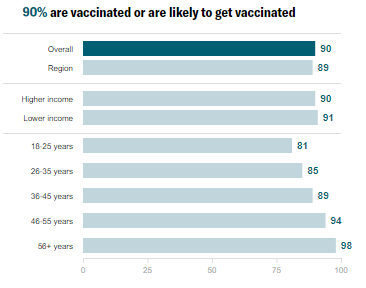 90% are vaccinated or are likely to get vaccinated
Overall 90
Region 89
Higher income 90
Lower income 91
18-25 years 81
26-35 years 85
36-45 years 89
46-55 years 94
56+ years 98
0 25 50 75 100